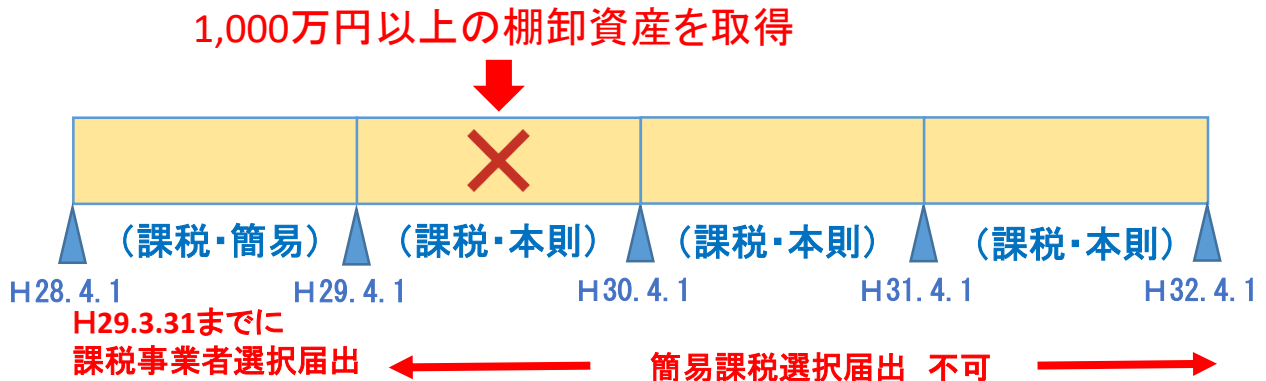 1,000万円以上の棚卸資産を取得
(課税・簡易) (課税・本則) (課税・本則) (課税・本則)
H28.4.1 H29.4.1 H30.4.1 H31.4.1 H32.4.1
H29.3.31までに
課税事業者選択届出
簡易課税選択届出 不可